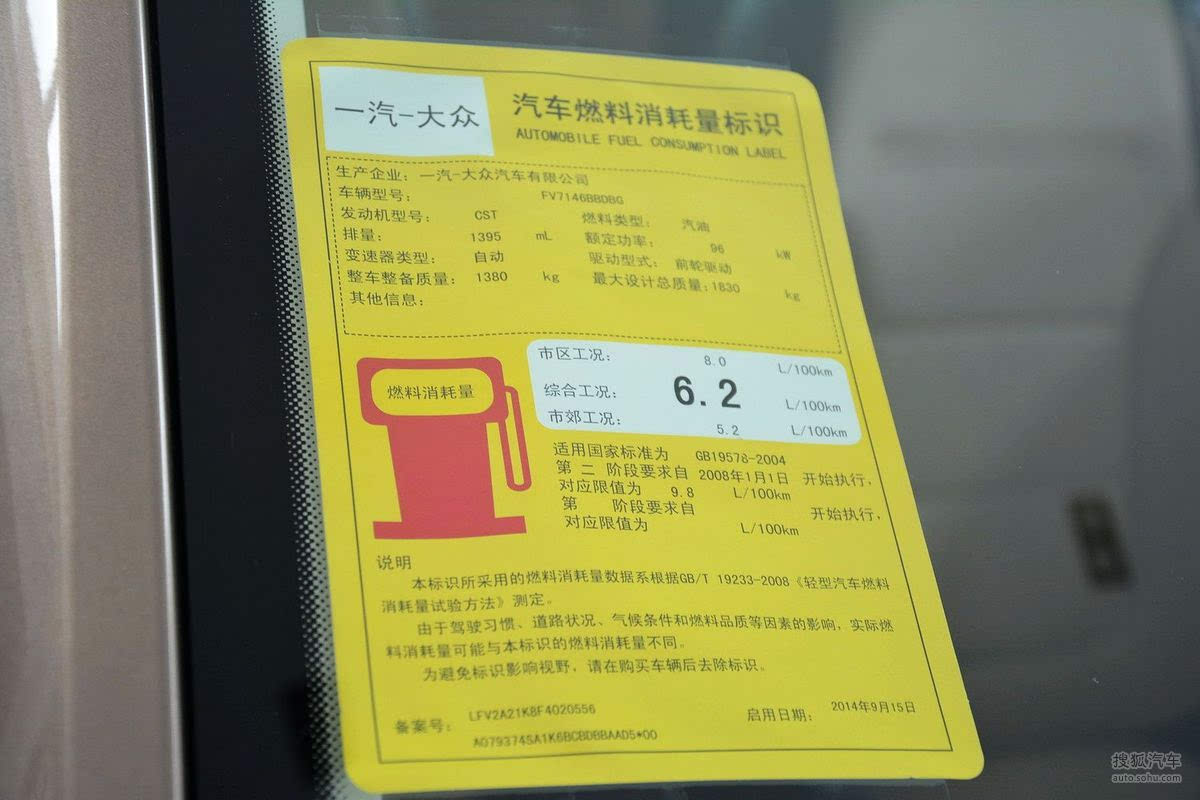 一汽-大众
汽车燃料消耗量标识
AUTOMOBILE FUEL CONSUMPTION LABEL
生产企业：一汽-大众汽车有限公司
车辆型号： FV7146BBDBG
发动机型号： CST 燃料类型： 汽油
排量： 1395 mL 额定功率： 96 kW
变速器类型： 自动 驱动型式： 前轮驱动
整车整备质量： 1380 kg 最大设计总质量：1830 kg
其他信息：
燃料消耗量
市区工况： 8.0 L/100km
综合工况： 6.2 L/100km
市郊工况： 5.2 L/100km
适用国家标准为 GB19578-2004
第 二 阶段要求自 2008年1月1日 开始执行，
对应限值为 9.8 L/100km
第 阶段要求自 开始执行，
对应限值为 L/100km
说明
本标识所采用的燃料消耗量数据系根据GB/T 19233-2008《轻型汽车燃料
消耗量试验方法》测定。
由于驾驶习惯、道路状况、气候条件和燃料品质等因素的影响，实际燃
料消耗量可能与本标识的燃料消耗量不同。
为避免标识影响视野，请在购买车辆后去除标识。
备案号： LFV2A21K8F4020556 启用日期： 2014年9月15日
A079374SA1K6BCBDBBAAD5*00
搜狐汽车
auto.sohu.com